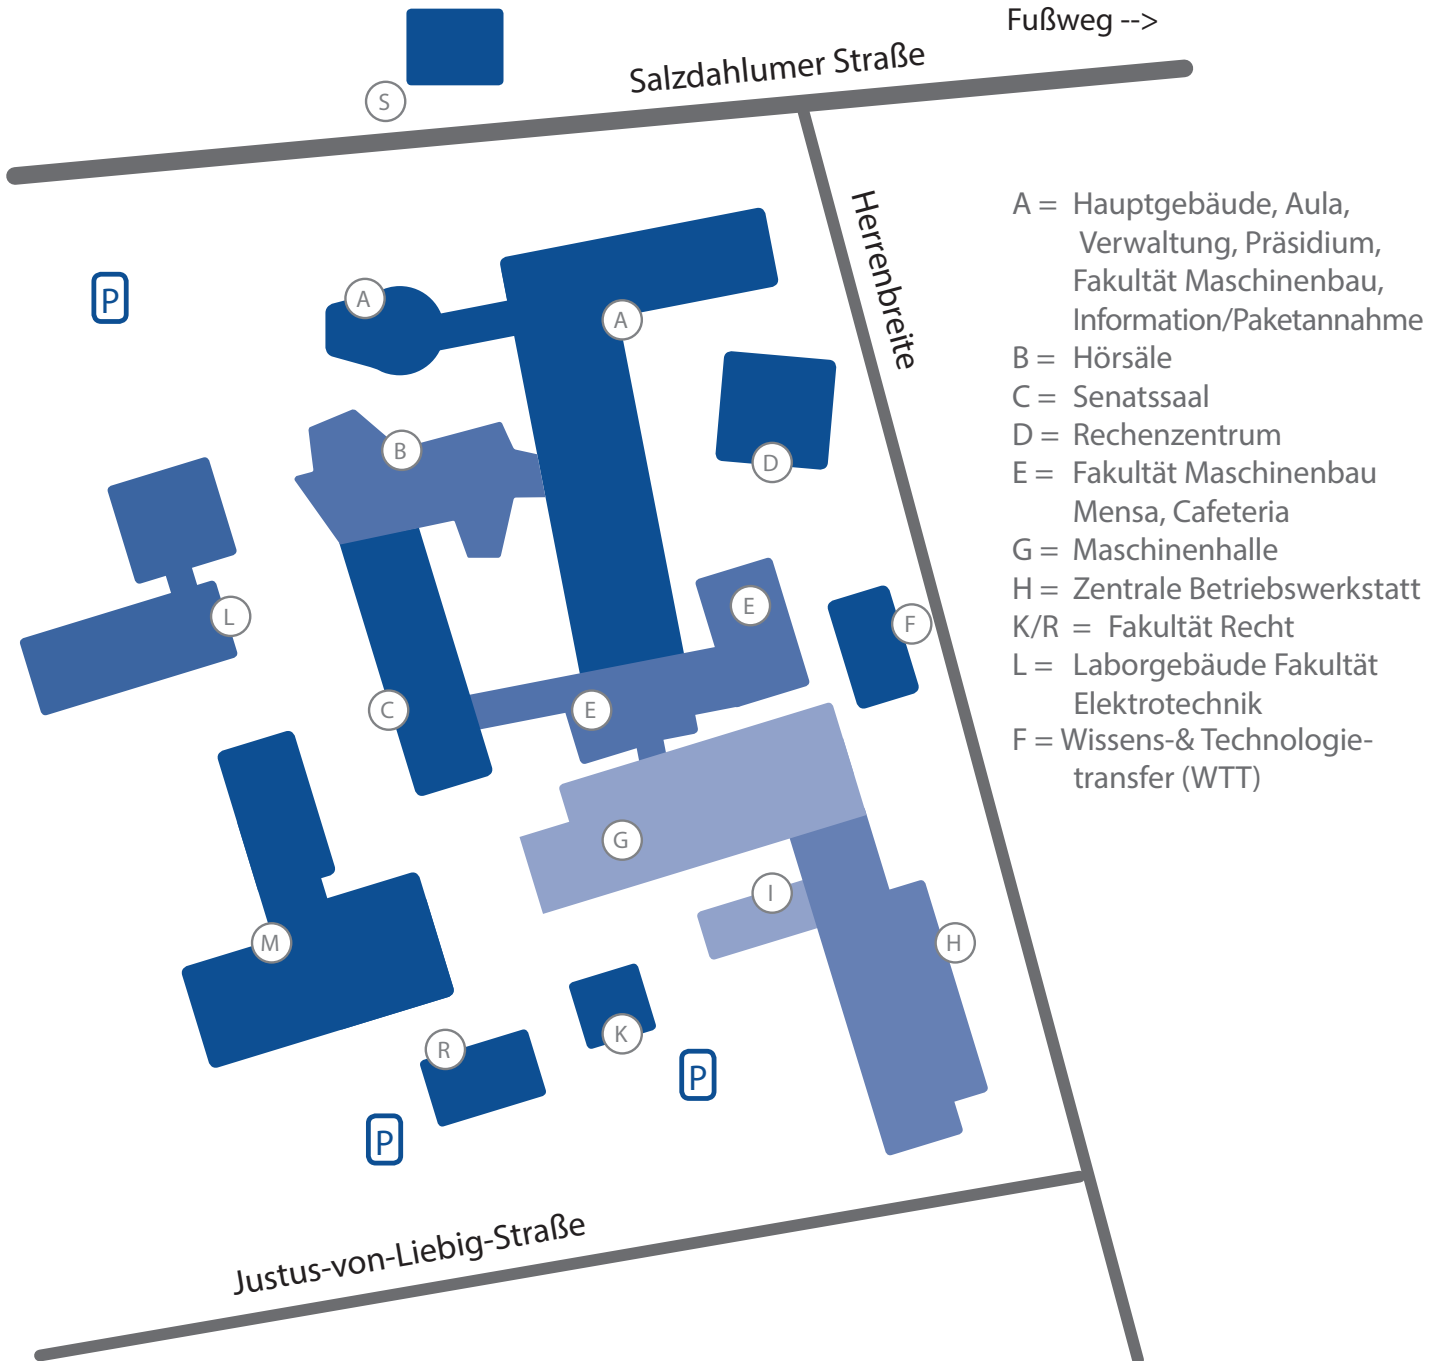 Fußweg -->
Salzdahlumer Straße
S
Herrenbreite
P
A
A
B
D
L
E
F
C
E
G
I
M
H
K
R
P
P
Justus-von-Liebig-Straße
A = Hauptgebäude, Aula,
Verwaltung, Präsidium,
Fakultät Maschinenbau,
Information/Paketannahme
B = Hörsäle
C = Senatssaal
D = Rechenzentrum
E = Fakultät Maschinenbau
Mensa, Cafeteria
G = Maschinenhalle
H = Zentrale Betriebswerkstatt
K/R = Fakultät Recht
L = Laborgebäude Fakultät
Elektrotechnik
F = Wissens-& Technologie-
transfer (WTT)